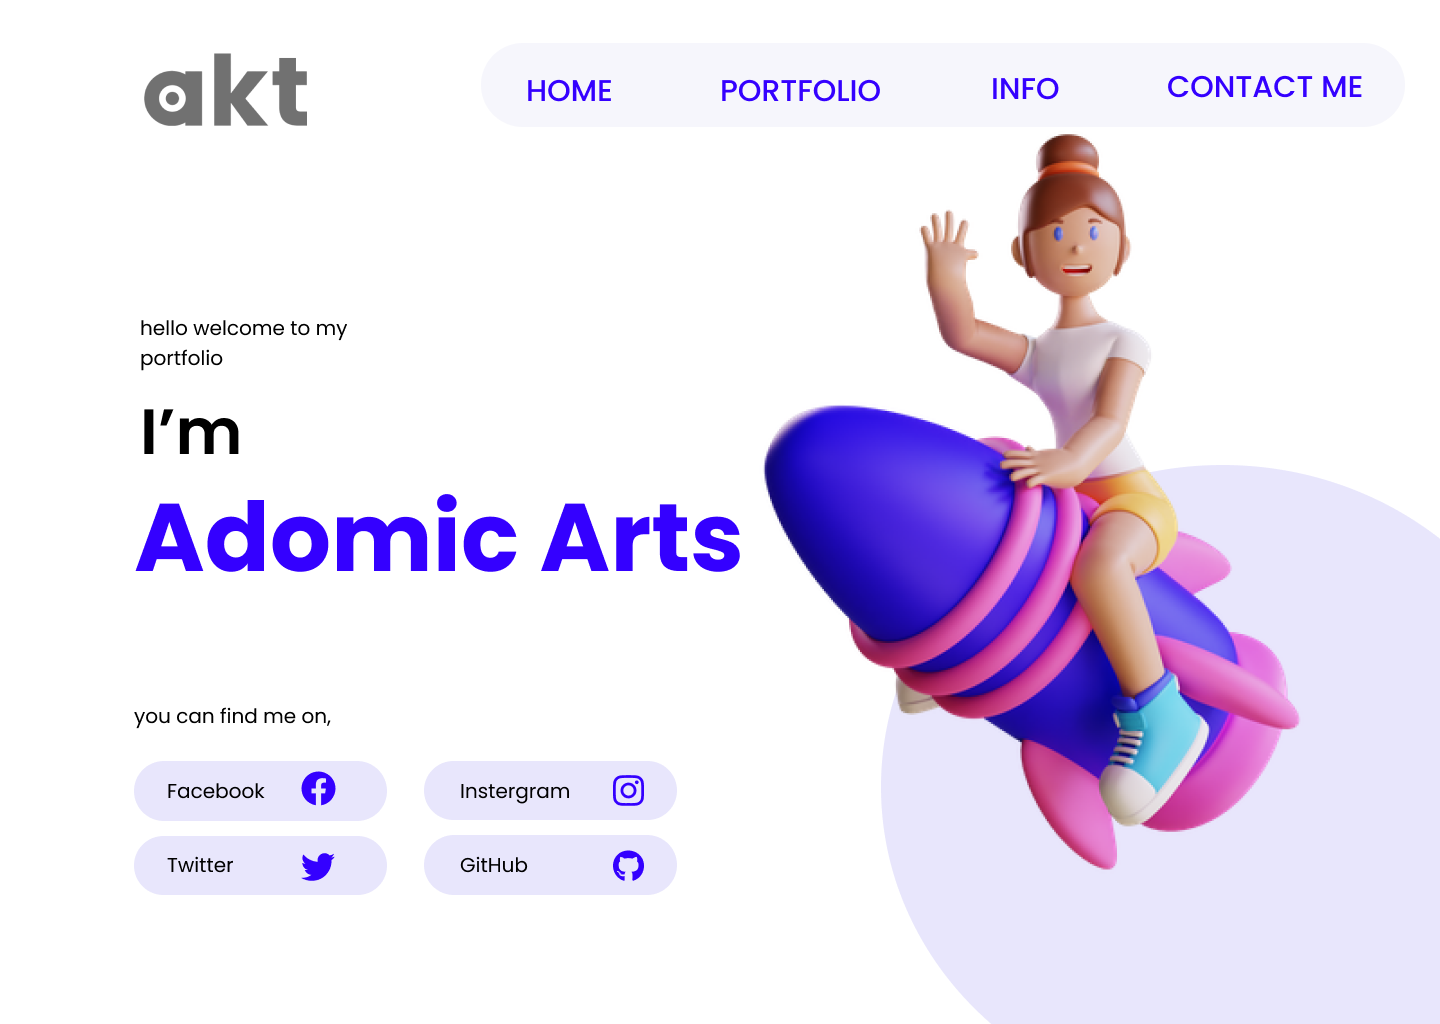 akt
HOME PORTFOLIO INFO CONTACT ME
hello welcome to my
portfolio
I’m
Adomic Arts
you can find me on,
Facebook Instergram
Twitter GitHub